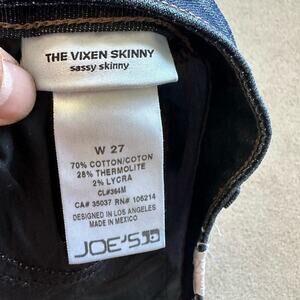 THE VIXEN SKINNY
sassy skinny
W 27
70% COTTON/COTTON
28% THERMOLITE
2% LYCRA
CL#364M
CA# 35037 RN# 106214
DESIGNED IN LOS ANGELES
MADE IN MEXICO
JOE'S